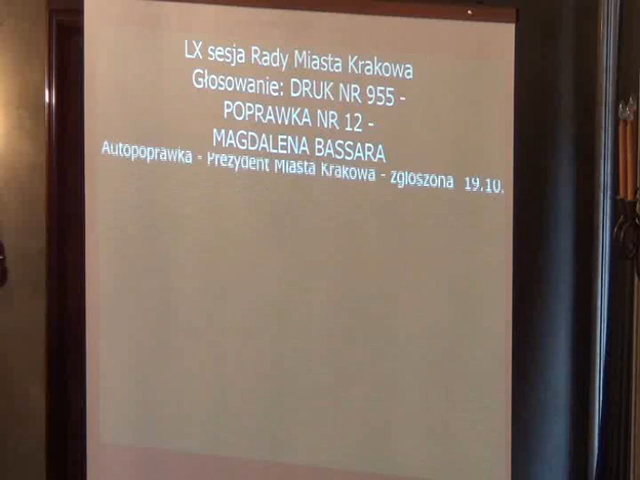 LX sesja Rady Miasta Krakowa
Głosowanie: DRUK NR 955 -
POPRAWKA NR 12 -
MAGDALENA BASSARA
Autopoprawka - Prezydent Miasta Krakowa - zgłoszona 19.10.